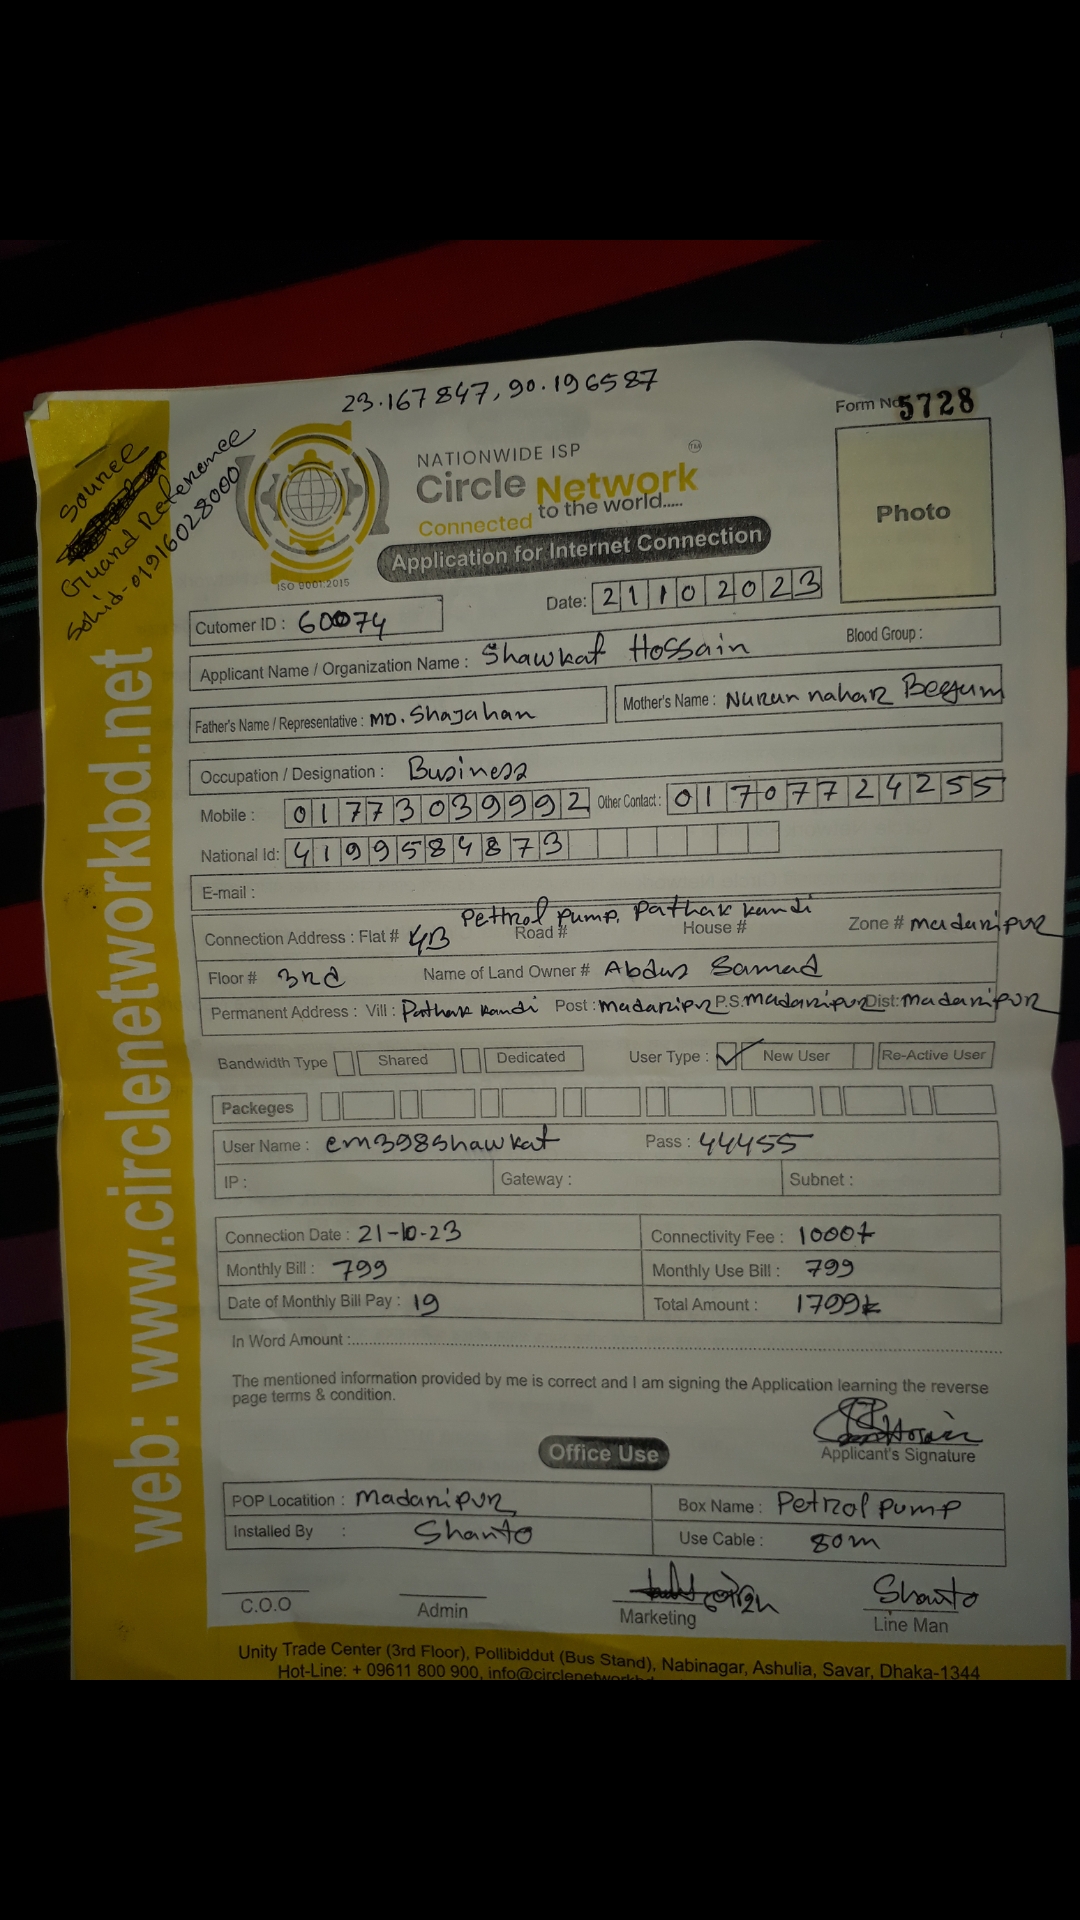 23.167847, 90.196587
Form No 5728
Source
Guard Reference
Sohid-01916028000
NATIONWIDE ISP
TM
Circle Network
Connected to the world.....
ISO 9001:2015
Application for Internet Connection
Photo
Date: 21102023
Cutomer ID : 60074
Applicant Name / Organization Name : Shawkat Hossain Blood Group :
Father's Name / Representative : MD. Shajahan Mother's Name : Nurun nahar Begum
Occupation / Designation : Business
Mobile : 01773039992 Other Contact : 01707724255
National Id: 4199584873
E-mail :
Pettrol pump, Pathak kandi
Connection Address : Flat # 4B Road # House # Zone # madaripur
Floor # 3rd Name of Land Owner # Abdus Samad
Permanent Address : Vill : Pathak kandi Post : madaripur P.S. madaripur Dist: madaripur
Bandwidth Type Shared Dedicated User Type : New User Re-Active User
Packeges
User Name : em398shawkat Pass : 44455
IP : Gateway : Subnet :
Connection Date : 21-10-23 Connectivity Fee : 1000t
Monthly Bill : 799 Monthly Use Bill : 799
Date of Monthly Bill Pay : 19 Total Amount : 1799t
In Word Amount :
The mentioned information provided by me is correct and I am signing the Application learning the reverse
page terms & condition.
Hossain
Applicant's Signature
Office Use
POP Locatition : Madaripur Box Name : Petrol pump
Installed By : Shanto Use Cable : 80m
C.O.O Admin Marketing Shanto
Line Man
web: www.circlenetworkbd.net
Unity Trade Center (3rd Floor), Pollibiddut (Bus Stand), Nabinagar, Ashulia, Savar, Dhaka-1344
Hot-Line: + 09611 800 900,